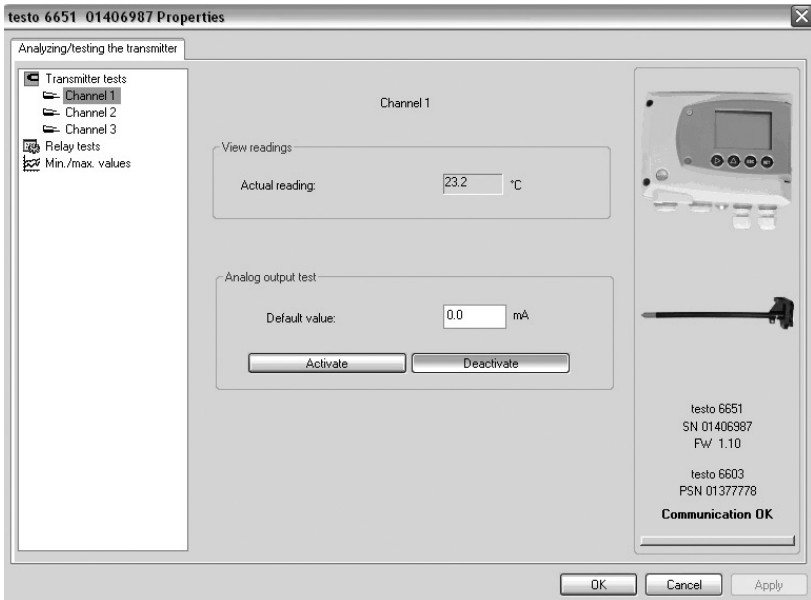 testo 6651 01406987 Properties
Analyzing/testing the transmitter
Transmitter tests
Channel 1
Channel 2
Channel 3
Relay tests
Min./max. values
Channel 1
View readings
Actual reading: 23.2 °C
Analog output test
Default value: 0.0 mA
Activate Deactivate
testo 6651
SN 01406987
FW 1.10
testo 6603
PSN 01377778
Communication OK
OK Cancel Apply